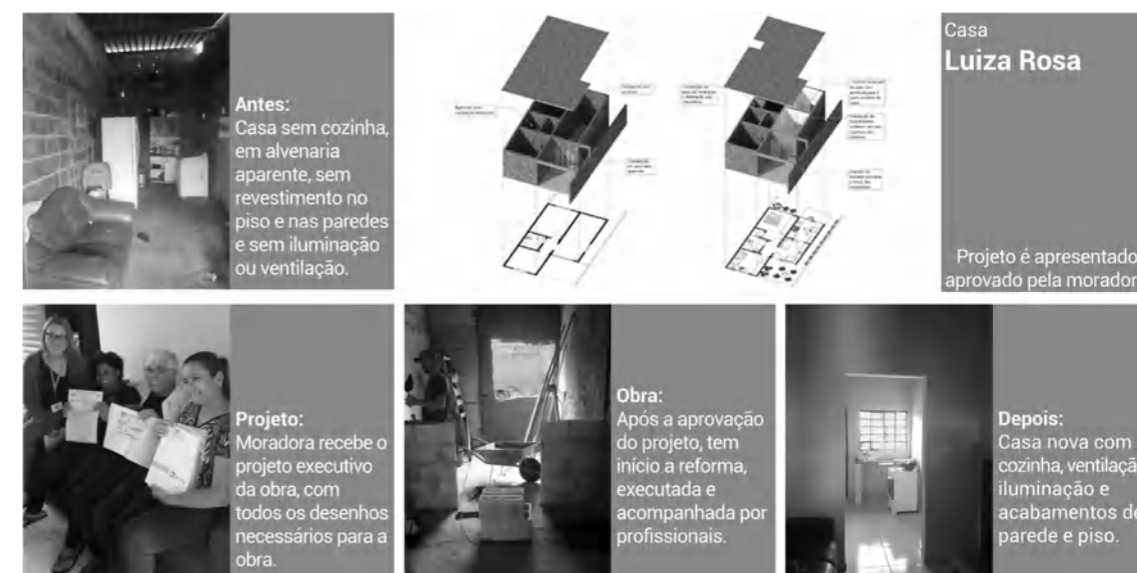 Antes:
Casa sem cozinha,
em alvenaria
aparente, sem
revestimento no
piso e nas paredes
e sem iluminação
ou ventilação.
Casa
Luiza Rosa
Projeto é apresentado
aprovado pela morador
Projeto:
Moradora recebe o
projeto executivo
da obra, com
todos os desenhos
necessários para a
obra.
Obra:
Após a aprovação
do projeto, tem
início a reforma,
executada e
acompanhada por
profissionais.
Depois:
Casa nova com
cozinha, ventilaçã
iluminação e
acabamentos de
parede e piso.